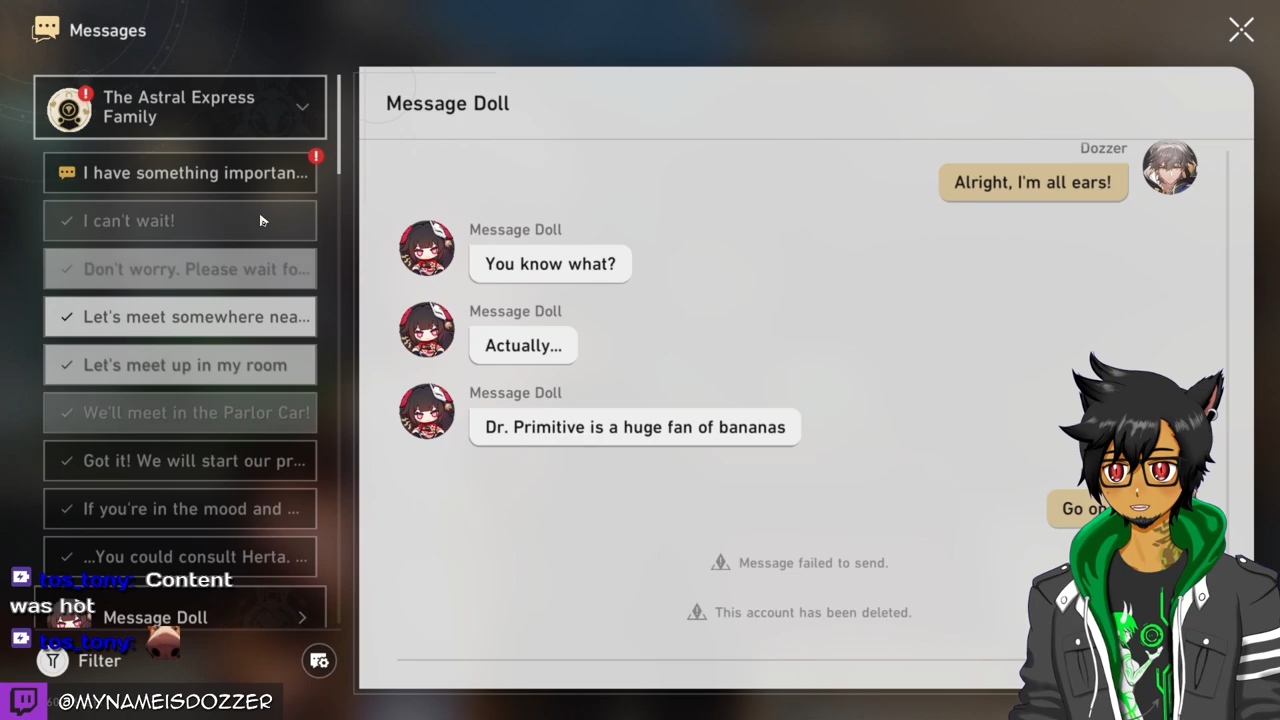 Messages
The Astral Express
Family
I have something importan...
I can't wait!
Don't worry. Please wait fo...
Let's meet somewhere nea...
Let's meet up in my room
We'll meet in the Parlor Car!
Got it! We will start our pr...
If you're in the mood and ...
...You could consult Herta. ...
Message Doll
Filter
tos_tony: Content
was hot
tos_tony:
@MYNAMEISDOZZER
Message Doll
Dozzer
Alright, I'm all ears!
Message Doll
You know what?
Message Doll
Actually...
Message Doll
Dr. Primitive is a huge fan of bananas
Go on
Message failed to send.
This account has been deleted.